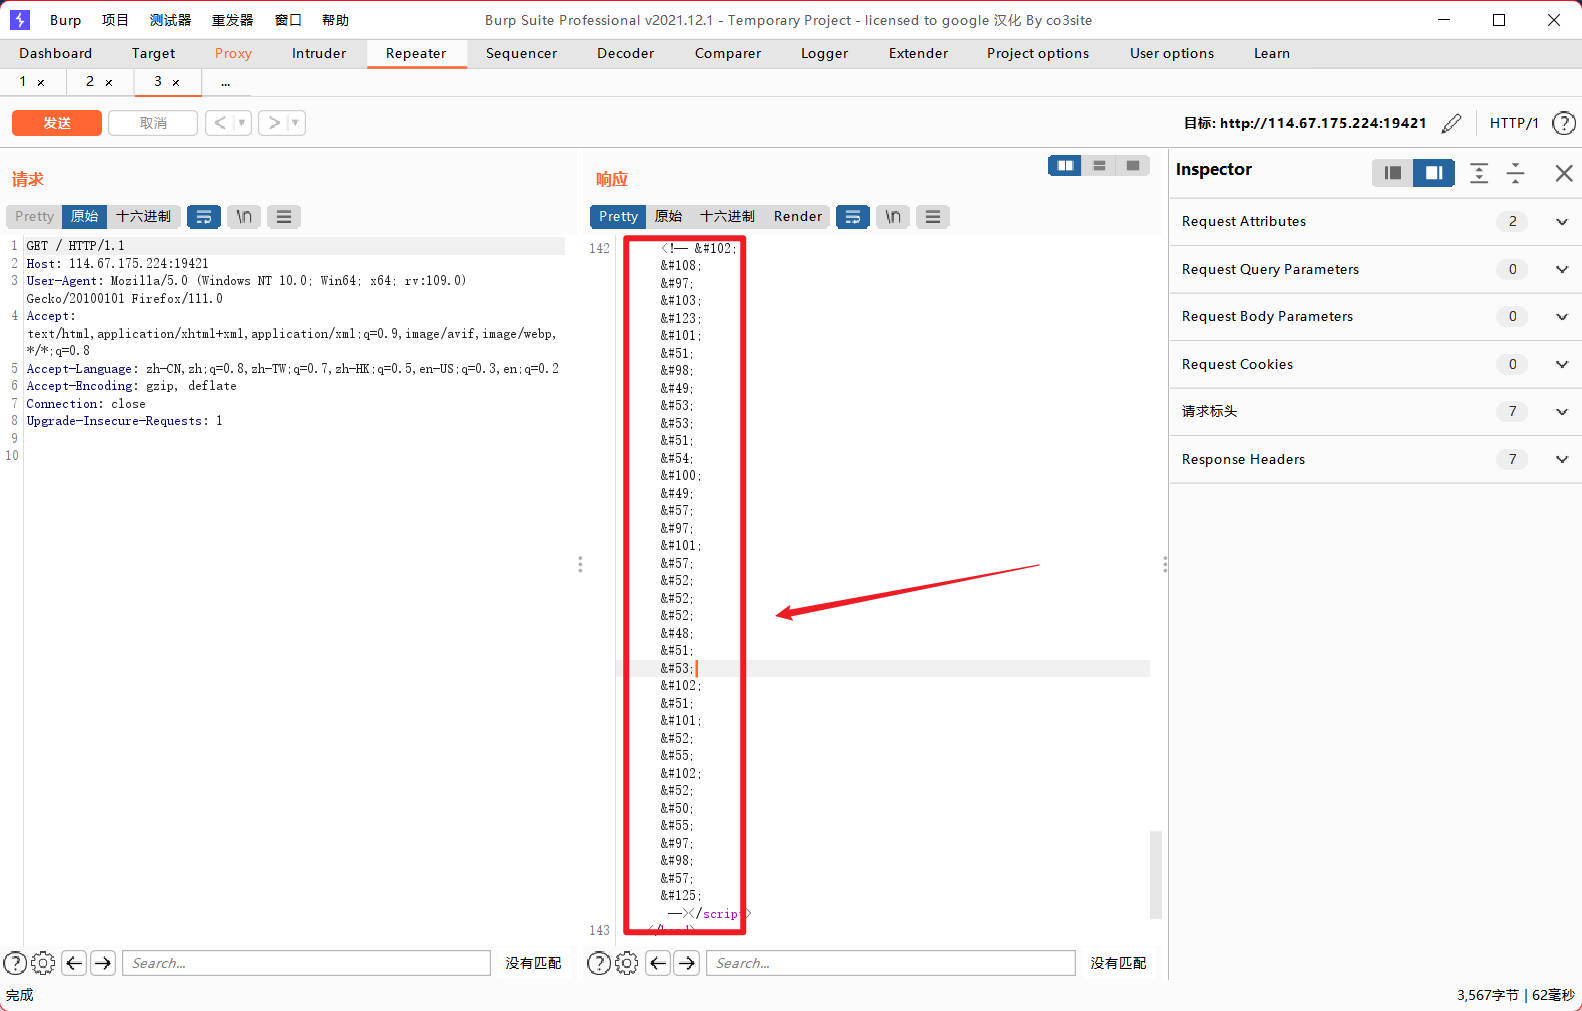 Burp 项目 测试器 重发器 窗口 帮助 Burp Suite Professional v2021.12.1 - Temporary Project - licensed to google 汉化 By co3site
Dashboard Target Proxy Intruder Repeater Sequencer Decoder Comparer Logger Extender Project options User options Learn
1 × 2 × 3 × ...
发送 取消 < > 目标: http://114.67.175.224:19421 HTTP/1 ?
请求
Pretty 原始 十六进制 \n
1 GET / HTTP/1.1
2 Host: 114.67.175.224:19421
3 User-Agent: Mozilla/5.0 (Windows NT 10.0; Win64; x64; rv:109.0)
Gecko/20100101 Firefox/111.0
4 Accept:
text/html,application/xhtml+xml,application/xml;q=0.9,image/avif,image/webp,
*/*;q=0.8
5 Accept-Language: zh-CN,zh;q=0.8,zh-TW;q=0.7,zh-HK;q=0.5,en-US;q=0.3,en;q=0.2
6 Accept-Encoding: gzip, deflate
7 Connection: close
8 Upgrade-Insecure-Requests: 1
9
10
Search...
没有匹配
响应
Pretty 原始 十六进制 Render \n
142 <!-- &#102;
&#108;
&#97;
&#103;
&#123;
&#101;
&#51;
&#98;
&#49;
&#53;
&#53;
&#51;
&#54;
&#100;
&#49;
&#57;
&#97;
&#101;
&#57;
&#52;
&#52;
&#52;
&#48;
&#51;
&#53;
&#102;
&#51;
&#101;
&#52;
&#55;
&#102;
&#52;
&#50;
&#55;
&#97;
&#98;
&#57;
&#125;
--></script>
143 </head>
Search...
没有匹配
Inspector
Request Attributes 2
Request Query Parameters 0
Request Body Parameters 0
Request Cookies 0
请求标头 7
Response Headers 7
完成
3,567字节 | 62毫秒